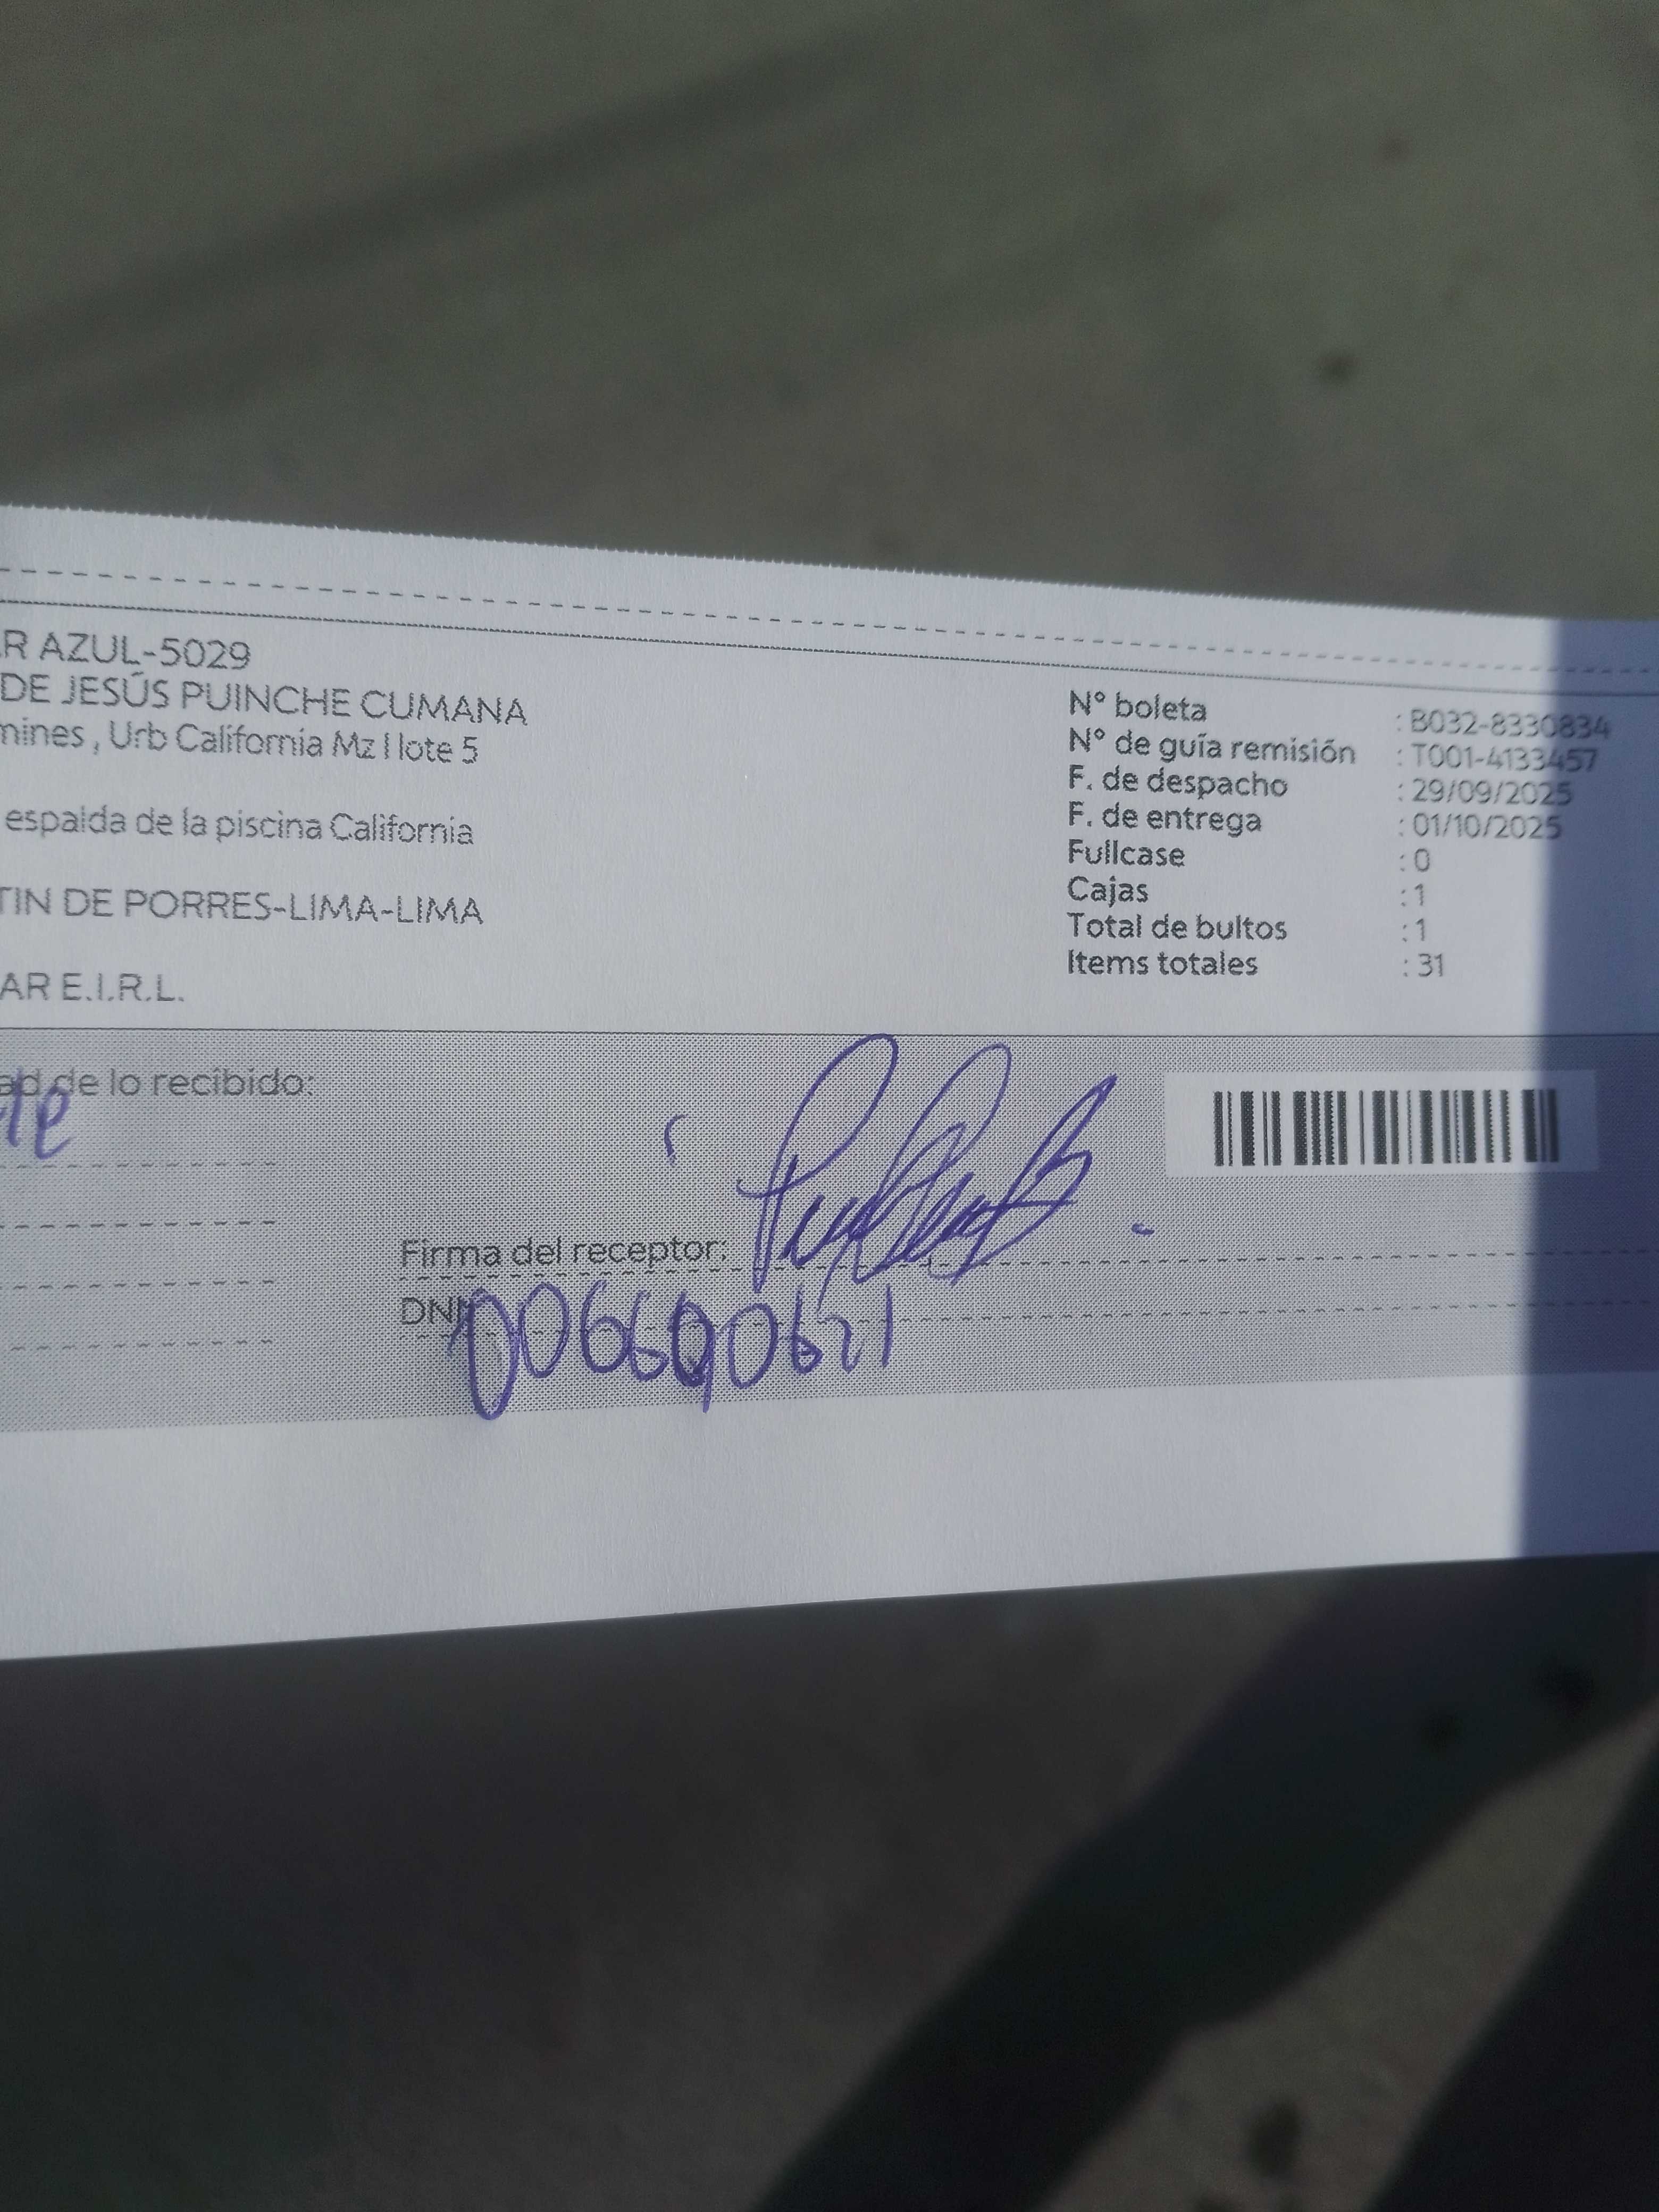 R AZUL-5029
DE JESÚS PUINCHE CUMANA
mines, Urb California Mz I lote 5
espalda de la piscina California
TIN DE PORRES-LIMA-LIMA
AR E.I.R.L.
N° boleta : B032-8330834
N° de guía remisión : T001-4133457
F. de despacho : 29/09/2025
F. de entrega : 01/10/2025
Fullcase : 0
Cajas : 1
Total de bultos : 1
Items totales : 31
ad de lo recibido:
Firma del receptor:
DNI